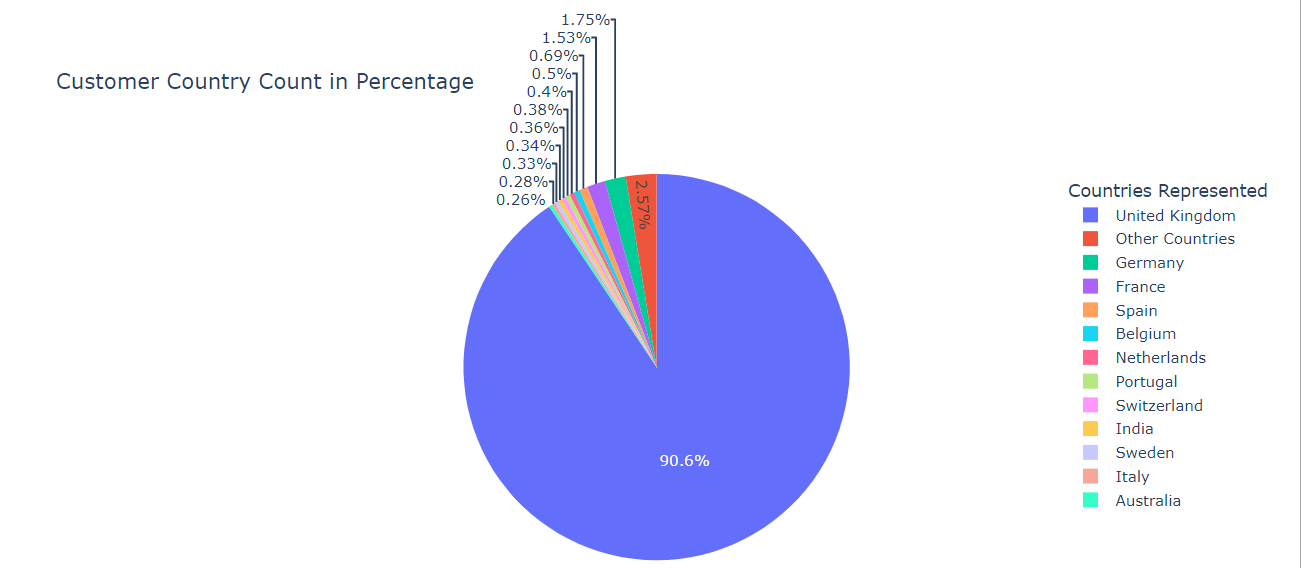 Customer Country Count in Percentage
1.75%
1.53%
0.69%
0.5%
0.4%
0.38%
0.36%
0.34%
0.33%
0.28%
0.26%
2.57%
90.6%
Countries Represented
United Kingdom
Other Countries
Germany
France
Spain
Belgium
Netherlands
Portugal
Switzerland
India
Sweden
Italy
Australia